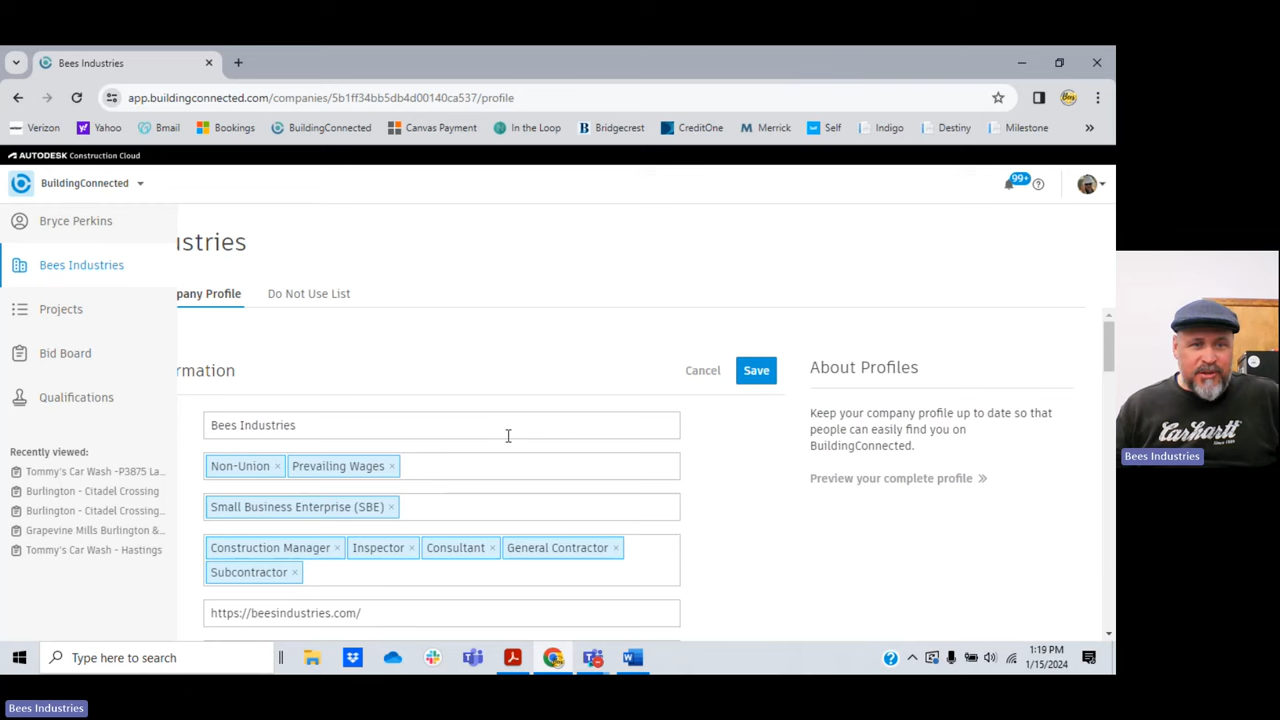 Bees Industries
app.buildingconnected.com/companies/5b1ff34bb5db4d00140ca537/profile
Verizon Yahoo Bmail Bookings BuildingConnected Canvas Payment In the Loop Bridgecrest CreditOne Merrick Self Indigo Destiny Milestone
AUTODESK Construction Cloud
BuildingConnected 99+
Bryce Perkins
ustries
Bees Industries
pany Profile Do Not Use List
Projects
Bid Board
rmation Cancel Save About Profiles
Qualifications
Keep your company profile up to date so that
people can easily find you on
BuildingConnected.
Bees Industries
Recently viewed:
Non-Union × Prevailing Wages ×
Tommy's Car Wash -P3875 La...
Preview your complete profile
Burlington - Citadel Crossing
Small Business Enterprise (SBE) ×
Burlington - Citadel Crossing...
Grapevine Mills Burlington &...
Tommy's Car Wash - Hastings
Construction Manager × Inspector × Consultant × General Contractor ×
Subcontractor ×
https://beesindustries.com/
Type here to search
1:19 PM
1/15/2024
Carhartt
Bees Industries
Bees Industries